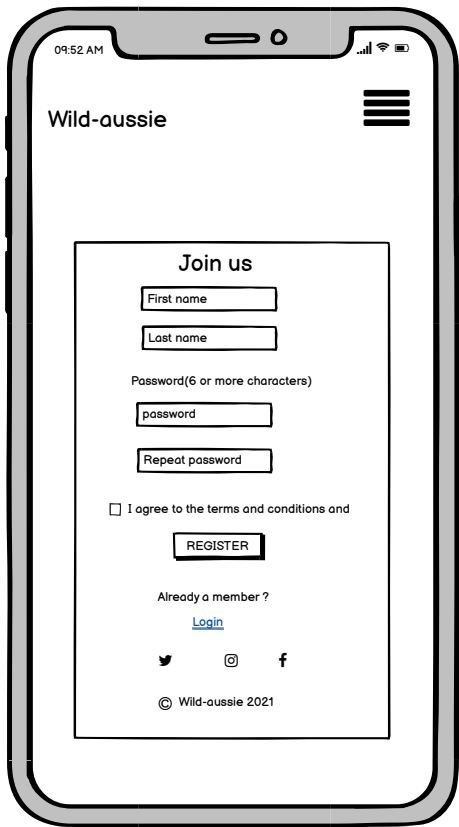 09:52 AM
Wild-aussie
Join us
First name
Last name
Password(6 or more characters)
password
Repeat password
I agree to the terms and conditions and
REGISTER
Already a member ?
Login
© Wild-aussie 2021